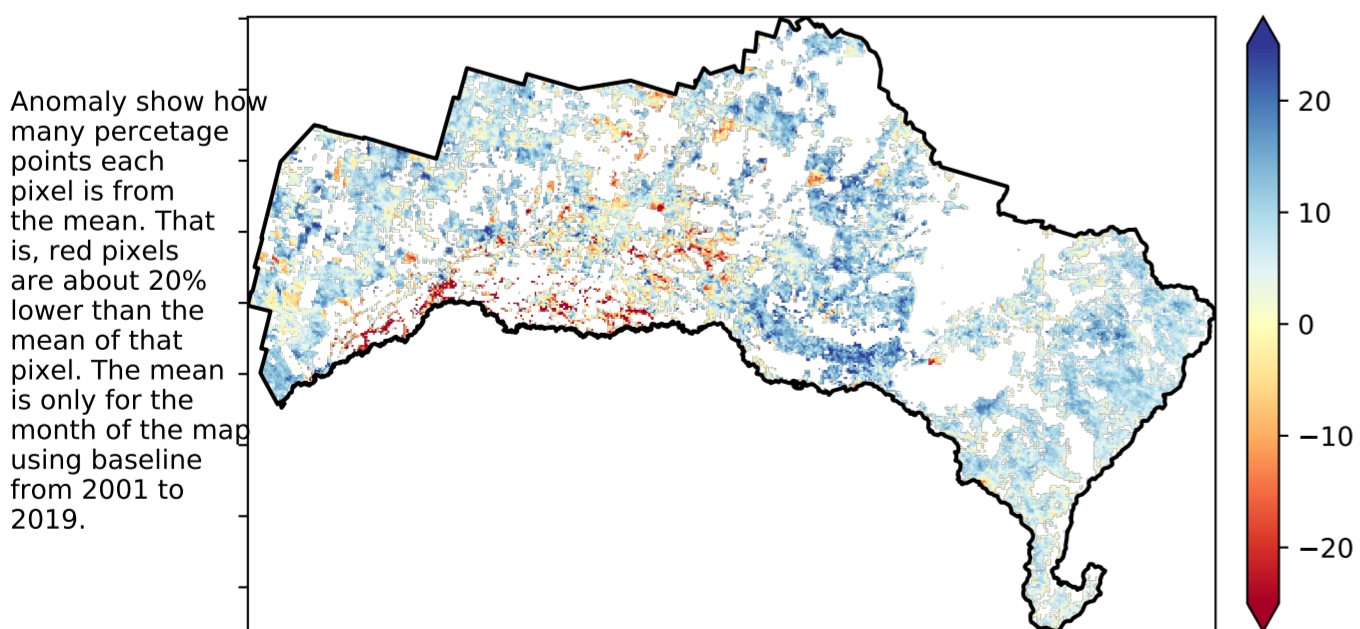 Anomaly show how
many percetage
points each
pixel is from
the mean. That
is, red pixels
are about 20%
lower than the
mean of that
pixel. The mean
is only for the
month of the map
using baseline
from 2001 to
2019.
20
10
0
−10
−20